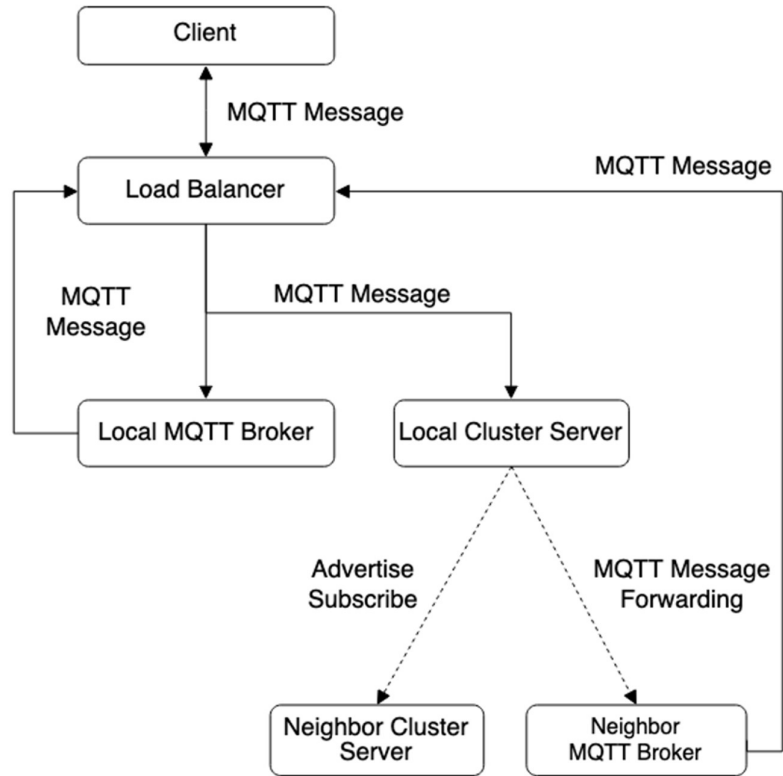 Client
MQTT Message
MQTT Message
Load Balancer
MQTT
Message
MQTT Message
Local MQTT Broker
Local Cluster Server
Advertise
Subscribe
MQTT Message
Forwarding
Neighbor Cluster
Server
Neighbor
MQTT Broker